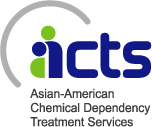 acts
Asian-American
Chemical Dependency
Treatment Services